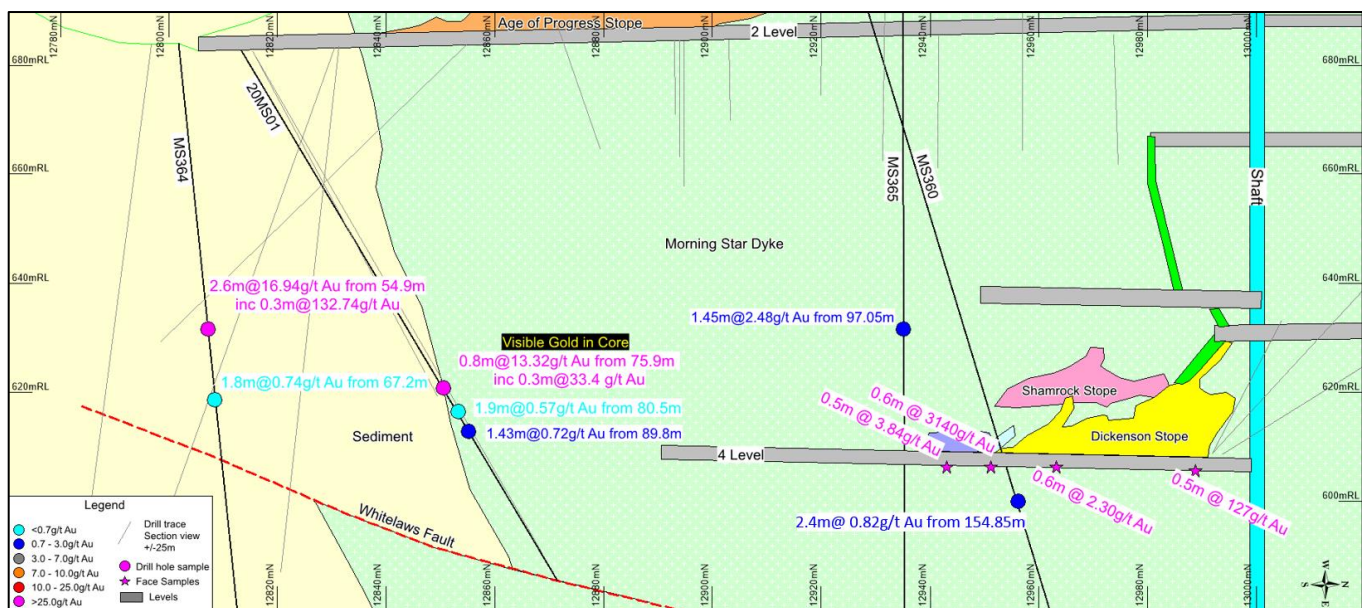 12780mN
12800mN
12820mN
12840mN
12860mN
12880mN
12900mN
12920mN
12940mN
12960mN
12980mN
13000mN
Age of Progress Stope
2 Level
680mRL
680mRL
20MS01
MS364
MS365
MS360
Shaft
660mRL
660mRL
Morning Star Dyke
640mRL
640mRL
2.6m@16.94g/t Au from 54.9m
inc 0.3m@132.74g/t Au
1.45m@2.48g/t Au from 97.05m
Visible Gold in Core
0.8m@13.32g/t Au from 75.9m
inc 0.3m@33.4 g/t Au
1.8m@0.74g/t Au from 67.2m
620mRL
620mRL
Shamrock Stope
1.9m@0.57g/t Au from 80.5m
1.43m@0.72g/t Au from 89.8m
0.5m @ 3.84g/t Au
0.6m @ 3140g/t Au
Dickenson Stope
Sediment
4 Level
0.6m @ 2.30g/t Au
0.5m @ 127g/t Au
600mRL
2.4m@ 0.82g/t Au from 154.85m
Whitelaws Fault
Legend
<0.7g/t Au
0.7 - 3.0g/t Au
3.0 - 7.0g/t Au
7.0 - 10.0g/t Au
10.0 - 25.0g/t Au
>25.0g/t Au
Drill trace
Section view
+/-25m
Drill hole sample
Face Samples
Levels
12820mN
12840mN
12860mN
12880mN
12900mN
12920mN
12940mN
12960mN
12980mN
13000mN
W
N
S
E